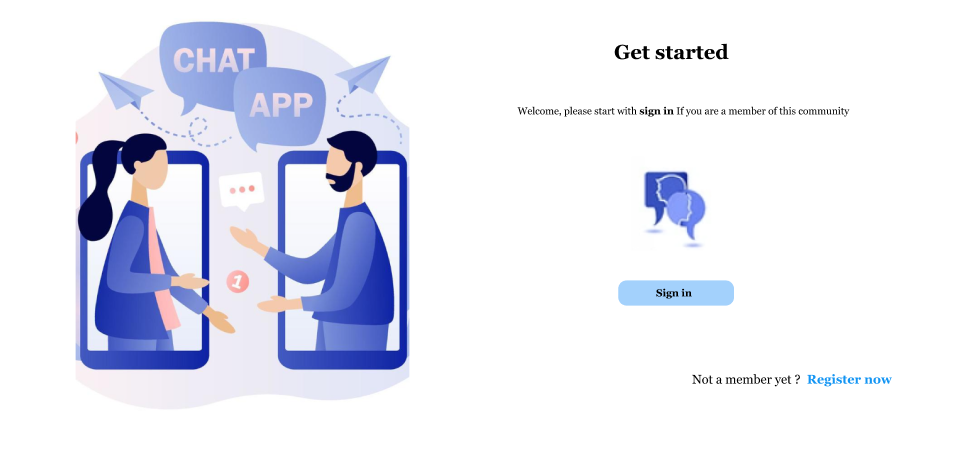 CHAT
APP
1
Get started
Welcome, please start with sign in If you are a member of this community
Sign in
Not a member yet ? Register now